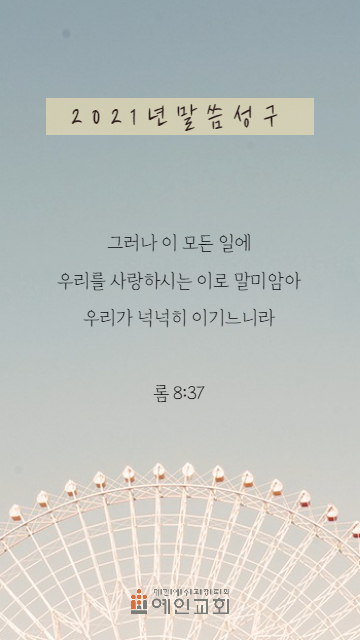 2021년말씀성구
그러나 이 모든 일에
우리를 사랑하시는 이로 말미암아
우리가 넉넉히 이기느니라
롬 8:37
예인교회